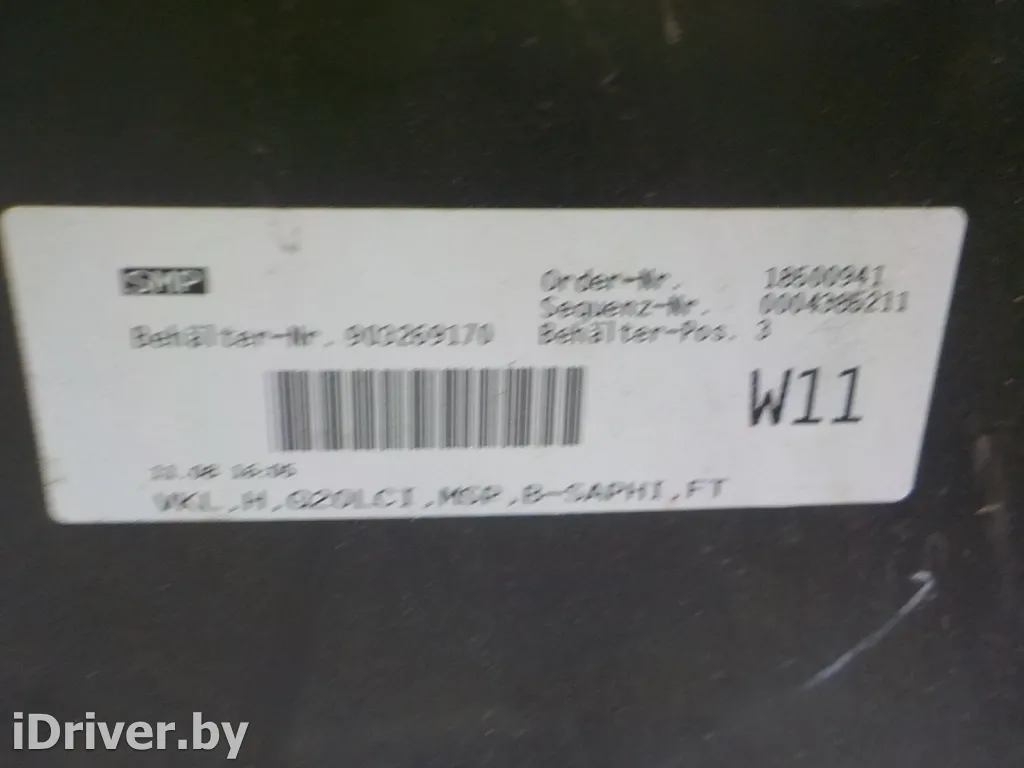 SMP
Order-Nr. 18600941
Sequenz-Nr. 0004386211
Behälter-Nr. 903269170 Behälter-Pos. 3
W11
VKL,H,G20LCI,MSP,B-SAPHI,FT
iDriver.by